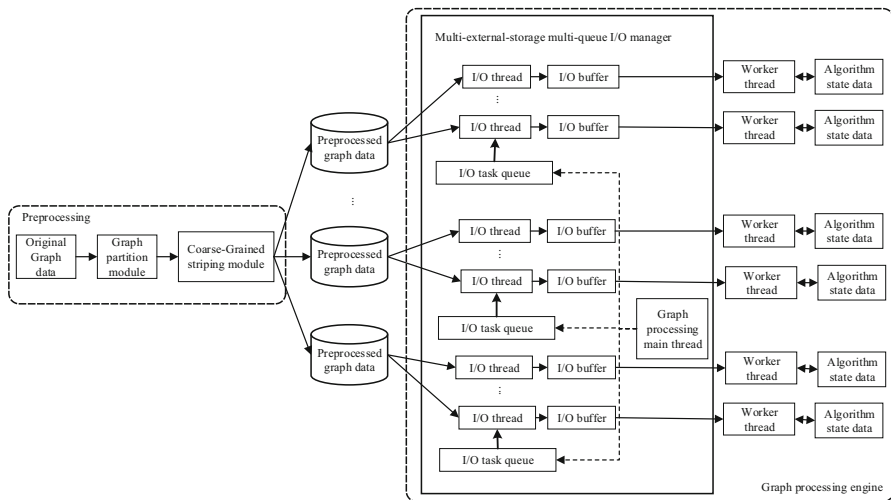 Multi-external-storage multi-queue I/O manager
I/O thread
I/O buffer
Worker
thread
Algorithm
state data
⋮
I/O thread
I/O buffer
Worker
thread
Algorithm
state data
Preprocessed
graph data
I/O task queue
⋮
Preprocessing
Original
Graph
data
Graph
partition
module
Coarse-Grained
striping module
Preprocessed
graph data
I/O thread
I/O buffer
Worker
thread
Algorithm
state data
⋮
I/O thread
I/O buffer
Worker
thread
Algorithm
state data
I/O task queue
Graph
processing
main thread
Preprocessed
graph data
I/O thread
I/O buffer
Worker
thread
Algorithm
state data
⋮
I/O thread
I/O buffer
Worker
thread
Algorithm
state data
I/O task queue
Graph processing engine